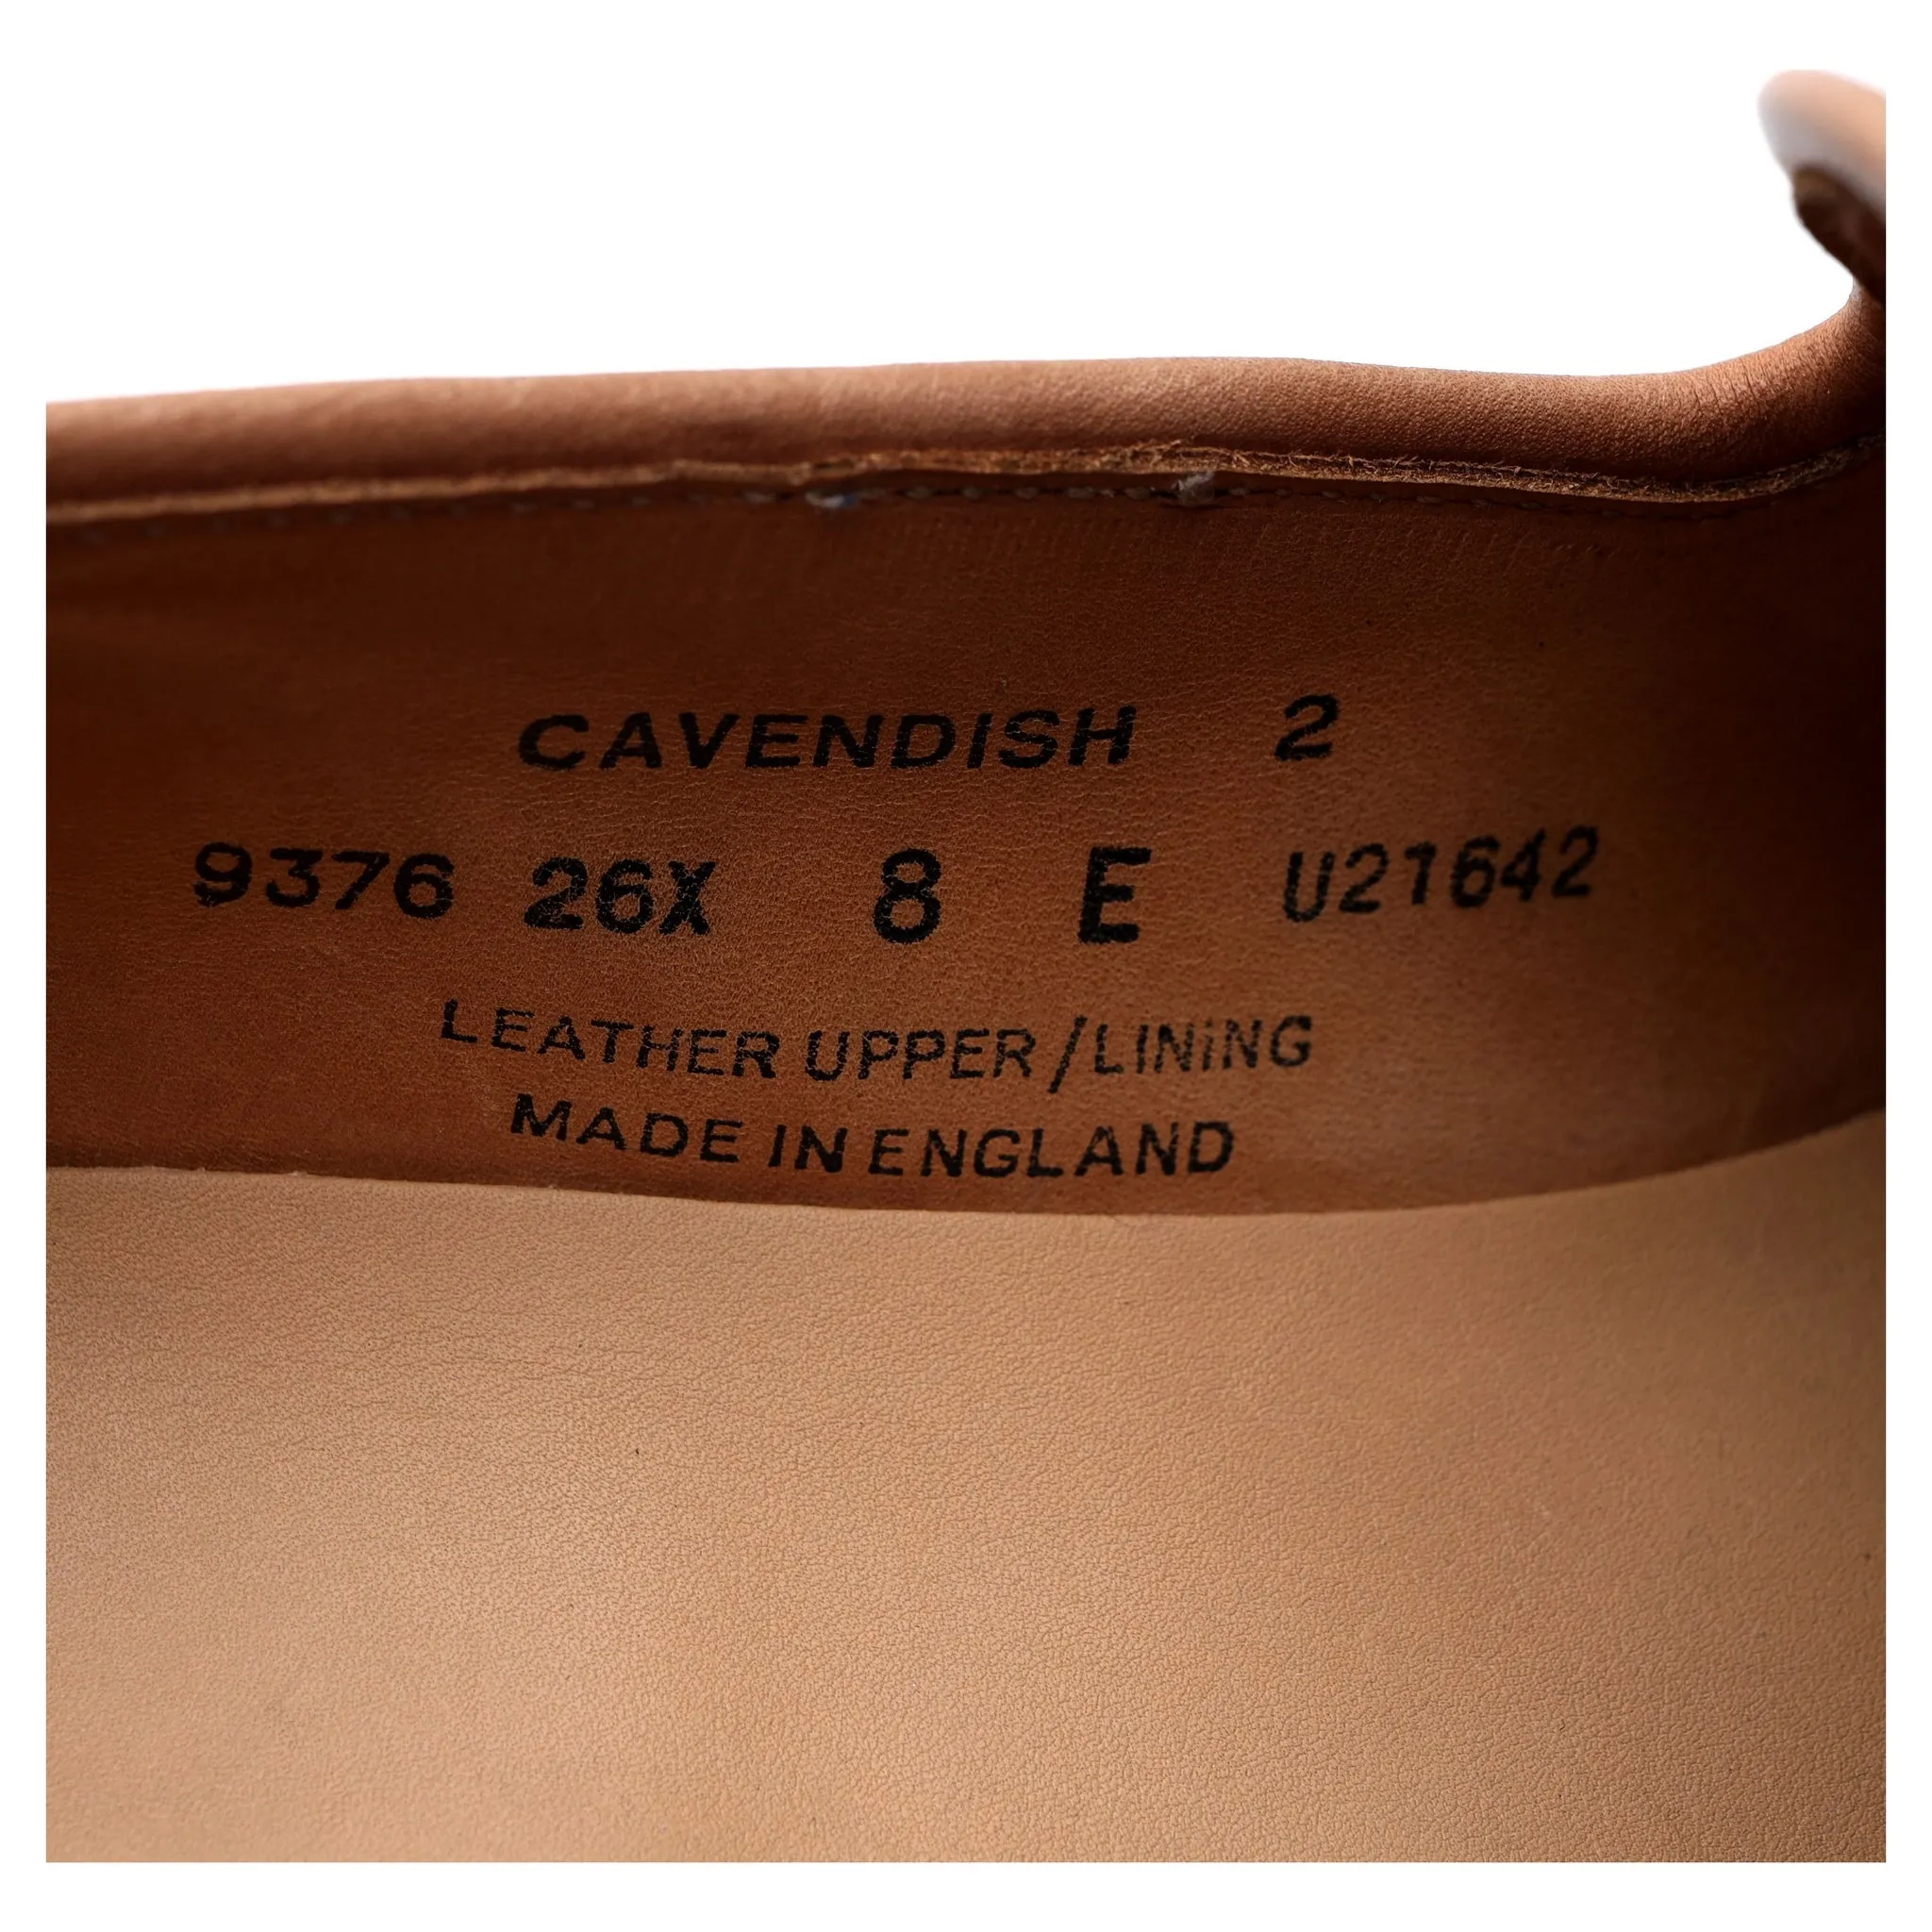 CAVENDISH 2
9376 26X 8 E U21642
LEATHER UPPER/LINING
MADE IN ENGLAND